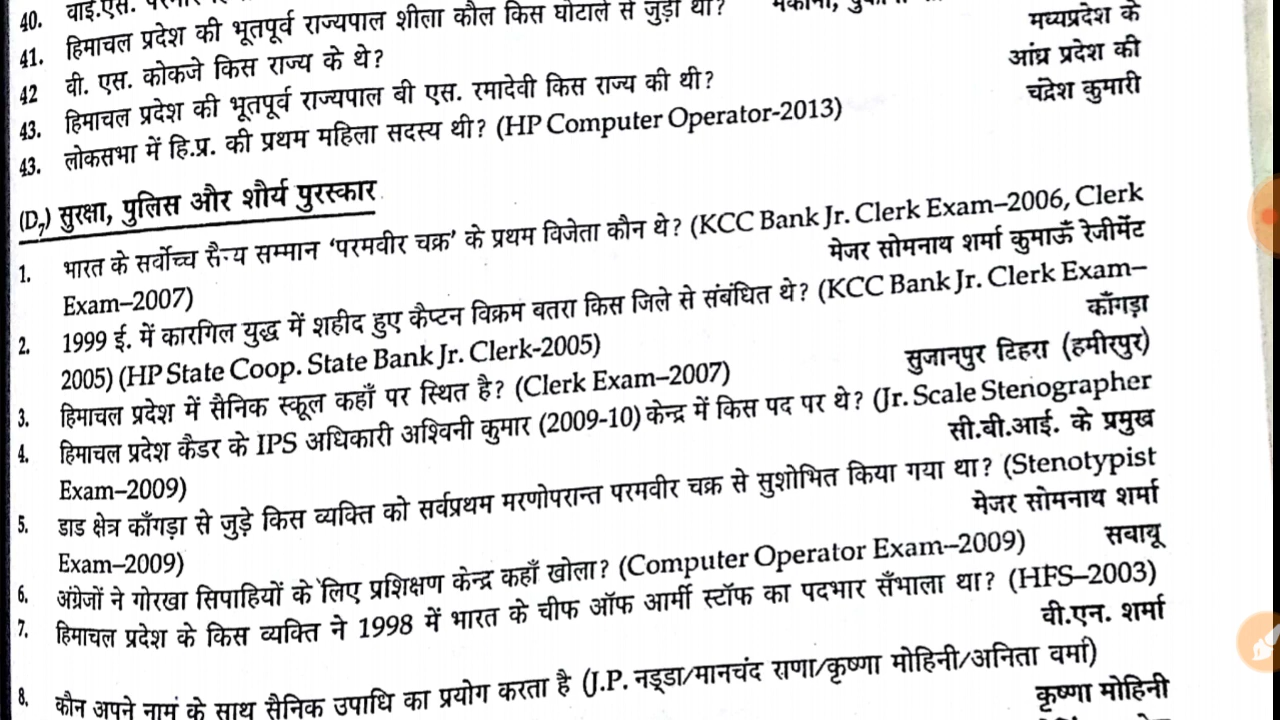 40. वाई.एस.
41. हिमाचल प्रदेश की भूतपूर्व राज्यपाल शीला कौल किस घोटाले से जुड़ी थी?
42 वी. एस. कोकजे किस राज्य के थे? मध्यप्रदेश के
43. हिमाचल प्रदेश की भूतपूर्व राज्यपाल वी एस. रमादेवी किस राज्य की थी? आंध्र प्रदेश की
43. लोकसभा में हि.प्र. की प्रथम महिला सदस्य थी? (HP Computer Operator-2013) चंद्रेश कुमारी
(D7) सुरक्षा, पुलिस और शौर्य पुरस्कार
1. भारत के सर्वोच्च सैन्य सम्मान ‘परमवीर चक्र’ के प्रथम विजेता कौन थे? (KCC Bank Jr. Clerk Exam–2006, Clerk
Exam–2007) मेजर सोमनाथ शर्मा कुमाऊँ रेजीमेंट
2. 1999 ई. में कारगिल युद्ध में शहीद हुए कैप्टन विक्रम बतरा किस जिले से संबंधित थे? (KCC Bank Jr. Clerk Exam–
2005) (HP State Coop. State Bank Jr. Clerk-2005) काँगड़ा
3. हिमाचल प्रदेश में सैनिक स्कूल कहाँ पर स्थित है? (Clerk Exam–2007) सुजानपुर टिहरा (हमीरपुर)
4. हिमाचल प्रदेश कैडर के IPS अधिकारी अश्विनी कुमार (2009-10) केन्द्र में किस पद पर थे? (Jr. Scale Stenographer
Exam–2009) सी.बी.आई. के प्रमुख
5. डाड क्षेत्र काँगड़ा से जुड़े किस व्यक्ति को सर्वप्रथम मरणोपरान्त परमवीर चक्र से सुशोभित किया गया था? (Stenotypist
Exam–2009) मेजर सोमनाथ शर्मा
6. अंग्रेजों ने गोरखा सिपाहियों के लिए प्रशिक्षण केन्द्र कहाँ खोला? (Computer Operator Exam–2009) सवाथू
7. हिमाचल प्रदेश के किस व्यक्ति ने 1998 में भारत के चीफ ऑफ आर्मी स्टॉफ का पदभार सँभाला था? (HFS–2003)
वी.एन. शर्मा
8. कौन अपने नाम के साथ सैनिक उपाधि का प्रयोग करता है (J.P. नड्डा/मानचंद राणा/कृष्णा मोहिनी/अनिता वर्मा)
कृष्णा मोहिनी